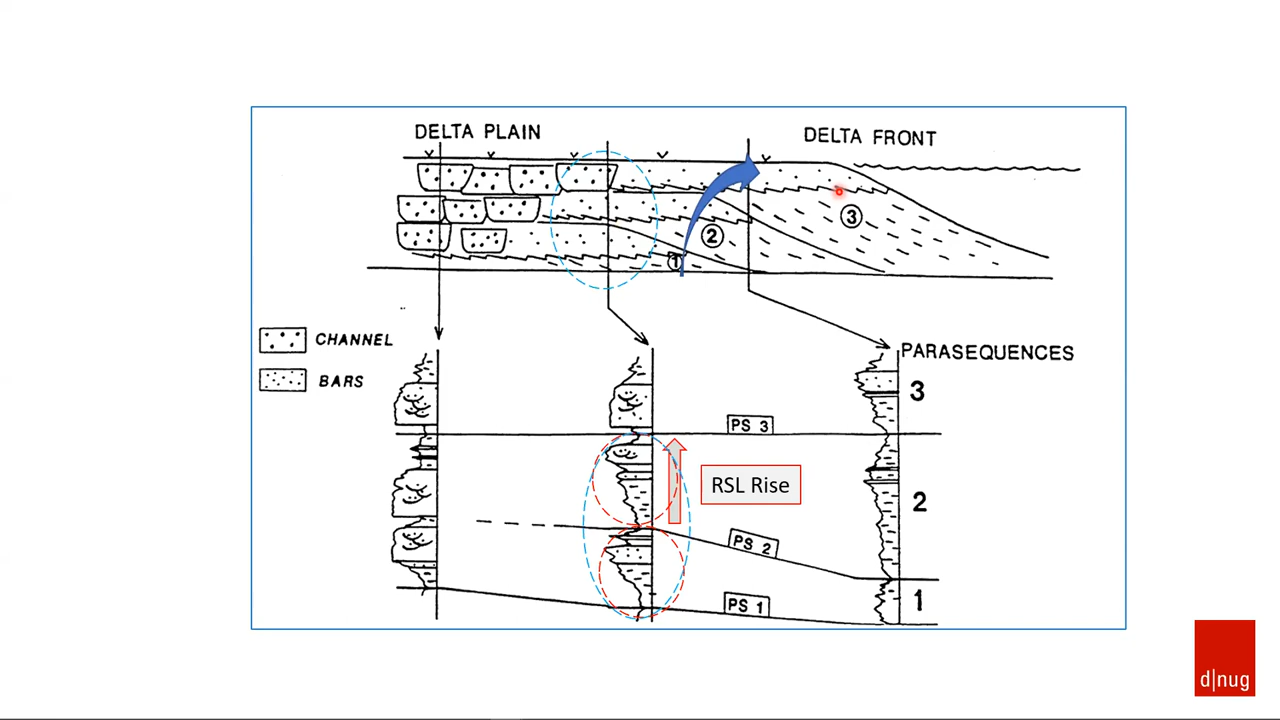 DELTA PLAIN
DELTA FRONT
3
2
1
CHANNEL
BARS
PARASEQUENCES
3
PS 3
RSL Rise
2
PS 2
PS 1
1
d|nug